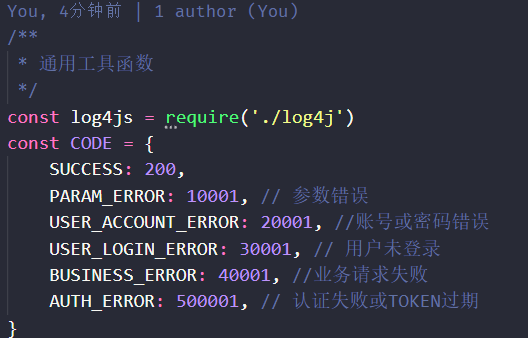 You, 4分钟前 | 1 author (You)
/**
 * 通用工具函数
 */
const log4js = require('./log4j')
const CODE = {
    SUCCESS: 200,
    PARAM_ERROR: 10001, // 参数错误
    USER_ACCOUNT_ERROR: 20001, //账号或密码错误
    USER_LOGIN_ERROR: 30001, // 用户未登录
    BUSINESS_ERROR: 40001, //业务请求失败
    AUTH_ERROR: 500001, // 认证失败或TOKEN过期
}